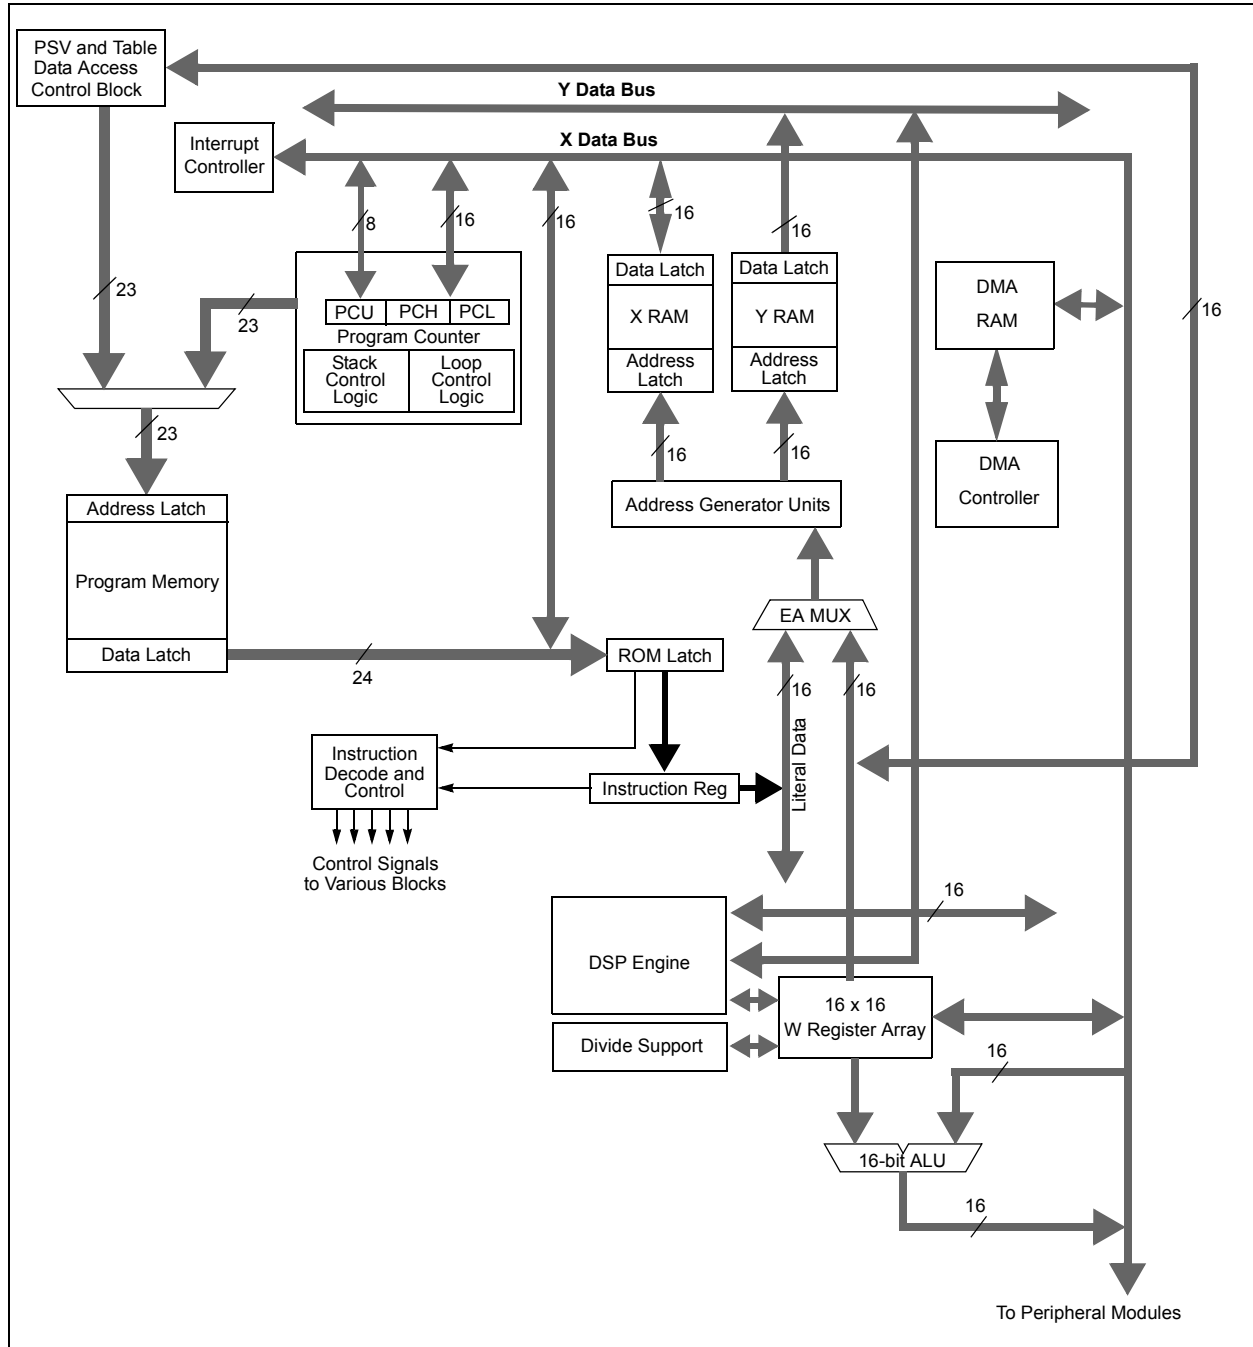 PSV and Table
Data Access
Control Block
Y Data Bus
Interrupt
Controller
X Data Bus
8
16
16
16
16
23
23
16
PCU
PCH
PCL
Program Counter
Stack
Control
Logic
Loop
Control
Logic
Data Latch
X RAM
Address
Latch
Data Latch
Y RAM
Address
Latch
DMA
RAM
23
16
16
DMA
Controller
Address Generator Units
Address Latch
Program Memory
Data Latch
24
EA MUX
ROM Latch
16
16
Literal Data
Instruction
Decode and
Control
Instruction Reg
Control Signals
to Various Blocks
16
DSP Engine
16 x 16
W Register Array
Divide Support
16
16-bit ALU
16
To Peripheral Modules